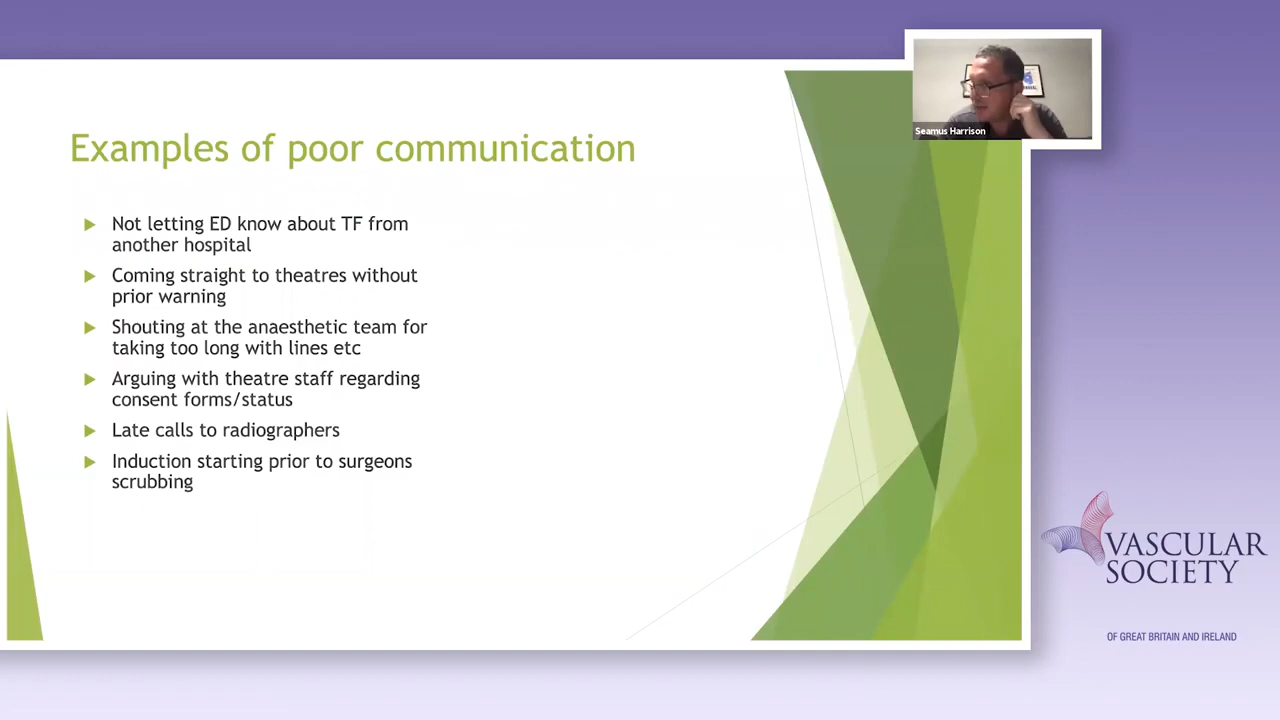 Seamus Harrison
Examples of poor communication
Not letting ED know about TF from
another hospital
Coming straight to theatres without
prior warning
Shouting at the anaesthetic team for
taking too long with lines etc
Arguing with theatre staff regarding
consent forms/status
Late calls to radiographers
Induction starting prior to surgeons
scrubbing
VASCULAR
SOCIETY
OF GREAT BRITAIN AND IRELAND